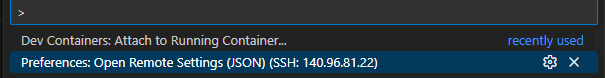 >
Dev Containers: Attach to Running Container... recently used
Preferences: Open Remote Settings (JSON) (SSH: 140.96.81.22)